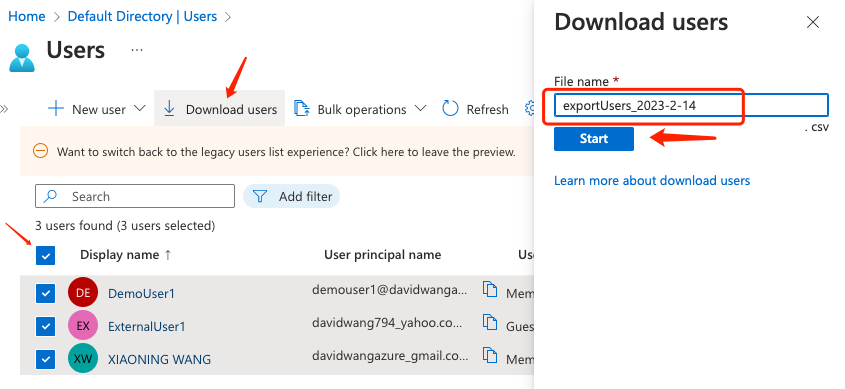 Home > Default Directory | Users >
Users ...
» + New user Download users Bulk operations Refresh
Want to switch back to the legacy users list experience? Click here to leave the preview.
Search Add filter
3 users found (3 users selected)
Display name ↑ User principal name Us
DE DemoUser1 demouser1@davidwanga... Mem
EX ExternalUser1 davidwang794_yahoo.co... Gues
XW XIAONING WANG davidwangazure_gmail.co... Mem
Download users
File name *
exportUsers_2023-2-14
. csv
Start
Learn more about download users